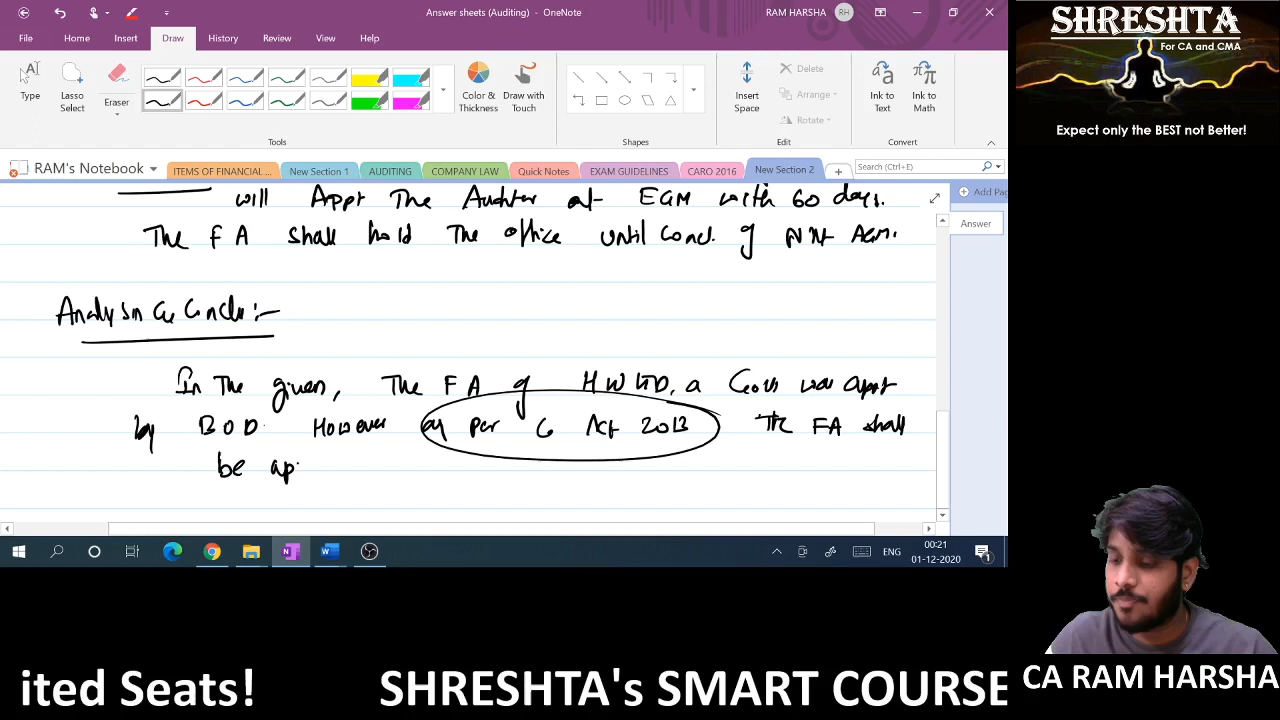 Answer sheets (Auditing) - OneNote
RAM HARSHA
RH
File
Home
Insert
Draw
History
Review
View
Help
Type
Lasso
Select
Eraser
Color &
Thickness
Draw with
Touch
Insert
Space
Delete
Arrange
Rotate
Ink to
Text
Ink to
Math
Tools
Shapes
Edit
Convert
RAM's Notebook
ITEMS OF FINANCIAL ...
New Section 1
AUDITING
COMPANY LAW
Quick Notes
EXAM GUIDELINES
CARO 2016
New Section 2
Search (Ctrl+E)
Add Pag
Answer
will Appt The Auditor at EGM with 60 days.
The FA shall hold The office until Concl. of AGM.
In The given, The FA of HW LTD, a was
by BOD. However as per Co Act 2013 The FA shall
be ap
ENG
00:21
01-12-2020
1
SHRESHTA
For CA and CMA
Expect only the BEST not Better!
ited Seats!
SHRESHTA's SMART COURSE
CA RAM HARSHA